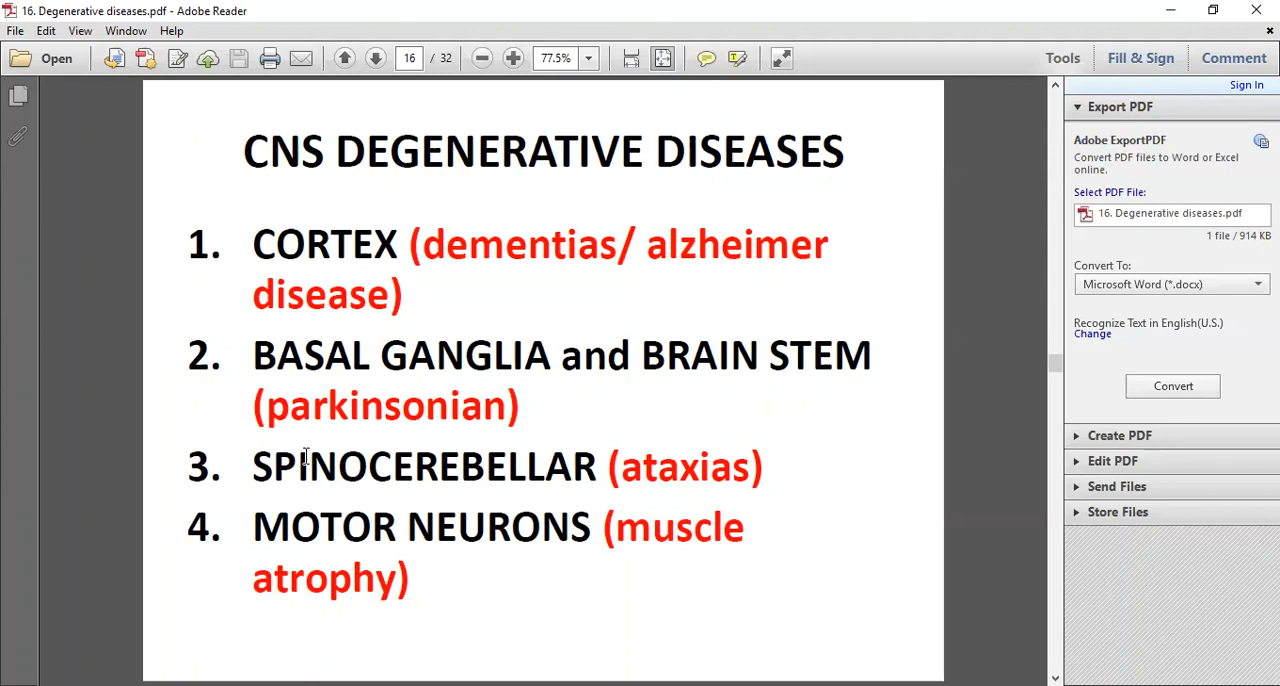 16. Degenerative diseases.pdf - Adobe Reader
File Edit View Window Help
Open 16 / 32 77.5% Tools Fill & Sign Comment
Sign In
CNS DEGENERATIVE DISEASES
1. CORTEX (dementias/ alzheimer
disease)
2. BASAL GANGLIA and BRAIN STEM
(parkinsonian)
3. SPINOCEREBELLAR (ataxias)
4. MOTOR NEURONS (muscle
atrophy)
Export PDF
Adobe ExportPDF
Convert PDF files to Word or Excel
online.
Select PDF File:
16. Degenerative diseases.pdf
1 file / 914 KB
Convert To:
Microsoft Word (*.docx)
Recognize Text in English(U.S.)
Change
Convert
Create PDF
Edit PDF
Send Files
Store Files